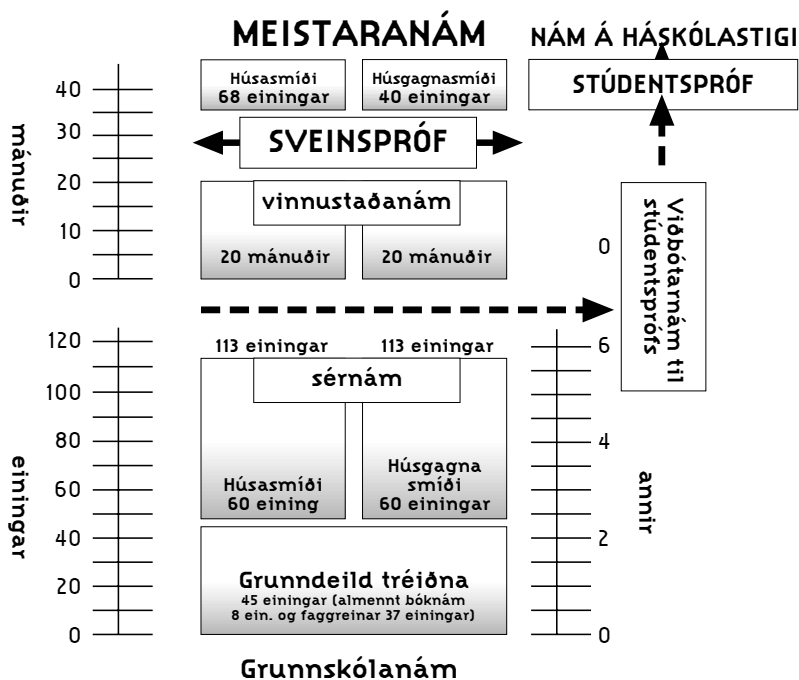 MEISTARANÁM
NÁM Á HÁSKÓLASTIGI
Húsasmíði
68 einingar
Húsgagnasmíði
40 einingar
STÚDENTSPRÓF
SVEINSPRÓF
mánuðir
40
30
20
10
0
vinnustaðanám
20 mánuðir
20 mánuðir
Viðbótarnám til
stúdentsprófs
0
einingar
120
100
80
60
40
20
0
113 einingar
113 einingar
sérnám
Húsasmíði
60 eining
Húsgagna
smíði
60 einingar
6
4
2
0
annir
Grunndeild tréiðna
45 einingar (almennt bóknám
8 ein. og faggreinar 37 einingar)
Grunnskólanám